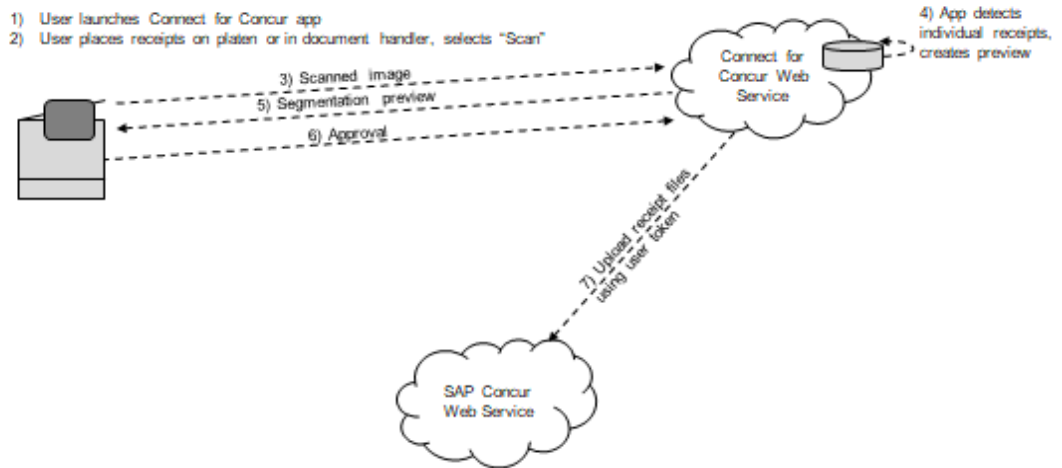 1) User launches Connect for Concur app
2) User places receipts on platen or in document handler, selects “Scan”
3) Scanned image
4) App detects
individual receipts,
creates preview
Connect for
Concur Web
Service
5) Segmentation preview
6) Approval
7) Upload receipt files
using user token
SAP Concur
Web Service